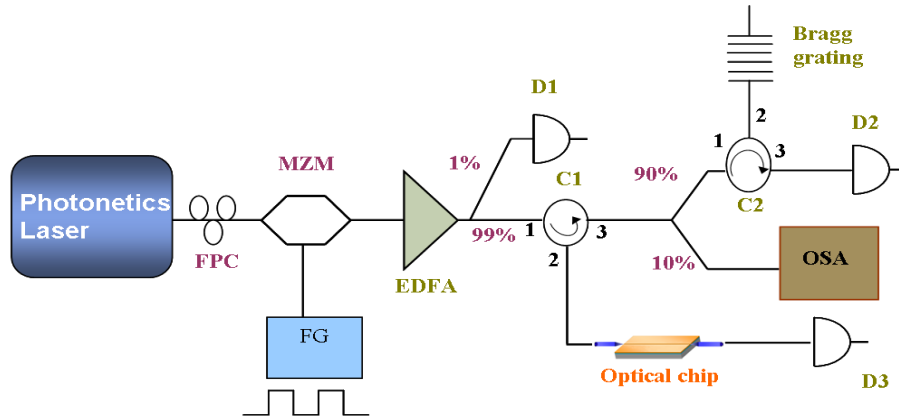 Bragg
grating
D1
2
1
3
D2
MZM
1%
C1
90%
C2
Photonetics
Laser
FPC
99%
1
3
2
10%
OSA
EDFA
FG
Optical chip
D3